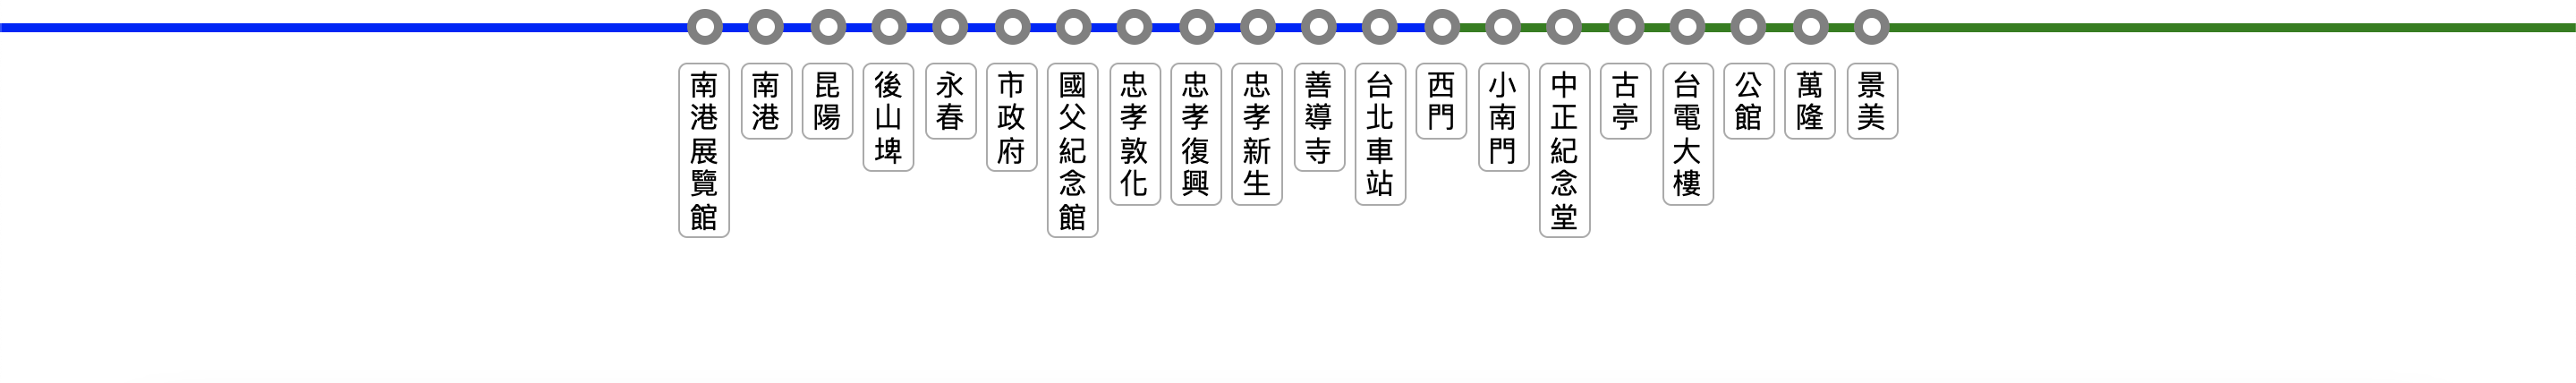 南港展覽館
南港
昆陽
後山埤
永春
市政府
國父紀念館
忠孝敦化
忠孝復興
忠孝新生
善導寺
台北車站
西門
小南門
中正紀念堂
古亭
台電大樓
公館
萬隆
景美